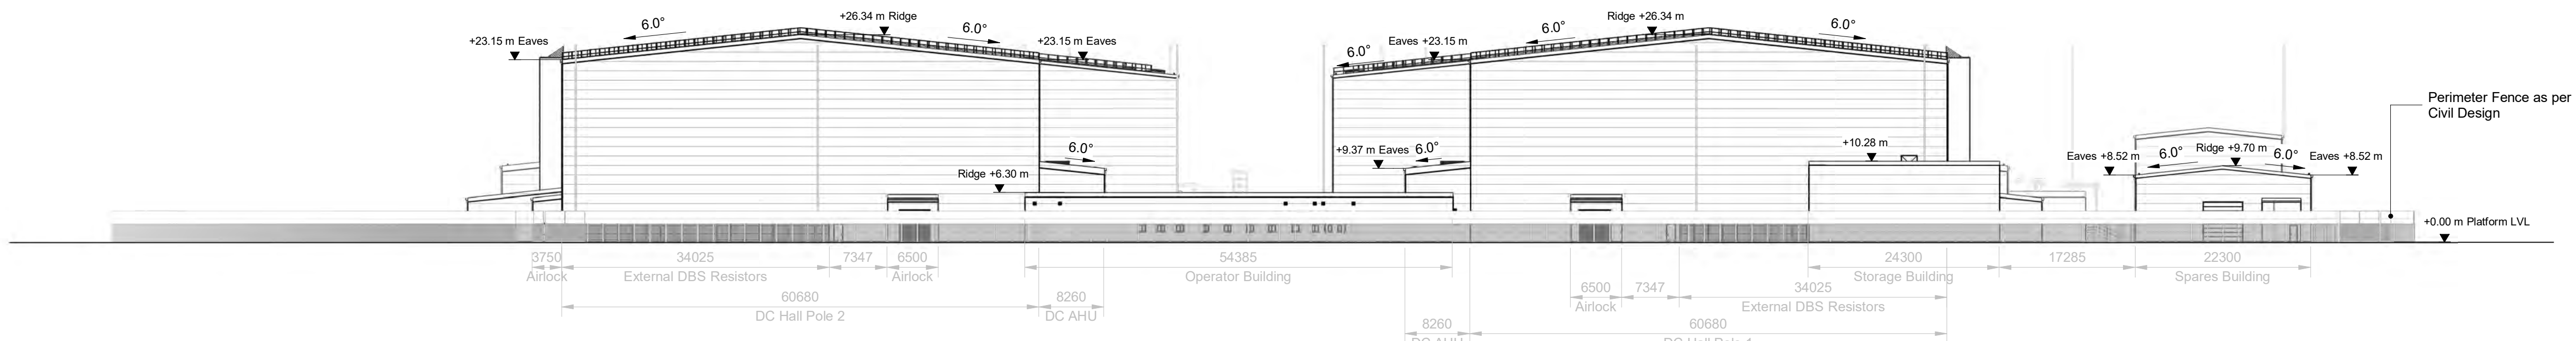 6.0°
+26.34 m Ridge
6.0°
+23.15 m Eaves
+23.15 m Eaves
Ridge +26.34 m
6.0°
6.0°
Eaves +23.15 m
6.0°
Perimeter Fence as per
Civil Design
6.0°
+9.37 m Eaves
6.0°
+10.28 m
Eaves +8.52 m
6.0°
Ridge +9.70 m
6.0°
Eaves +8.52 m
Ridge +6.30 m
+0.00 m Platform LVL
3750
Airlock
34025
External DBS Resistors
7347
6500
Airlock
54385
Operator Building
24300
Storage Building
17285
22300
Spares Building
60680
DC Hall Pole 2
8260
DC AHU
6500
Airlock
7347
34025
External DBS Resistors
8260
60680